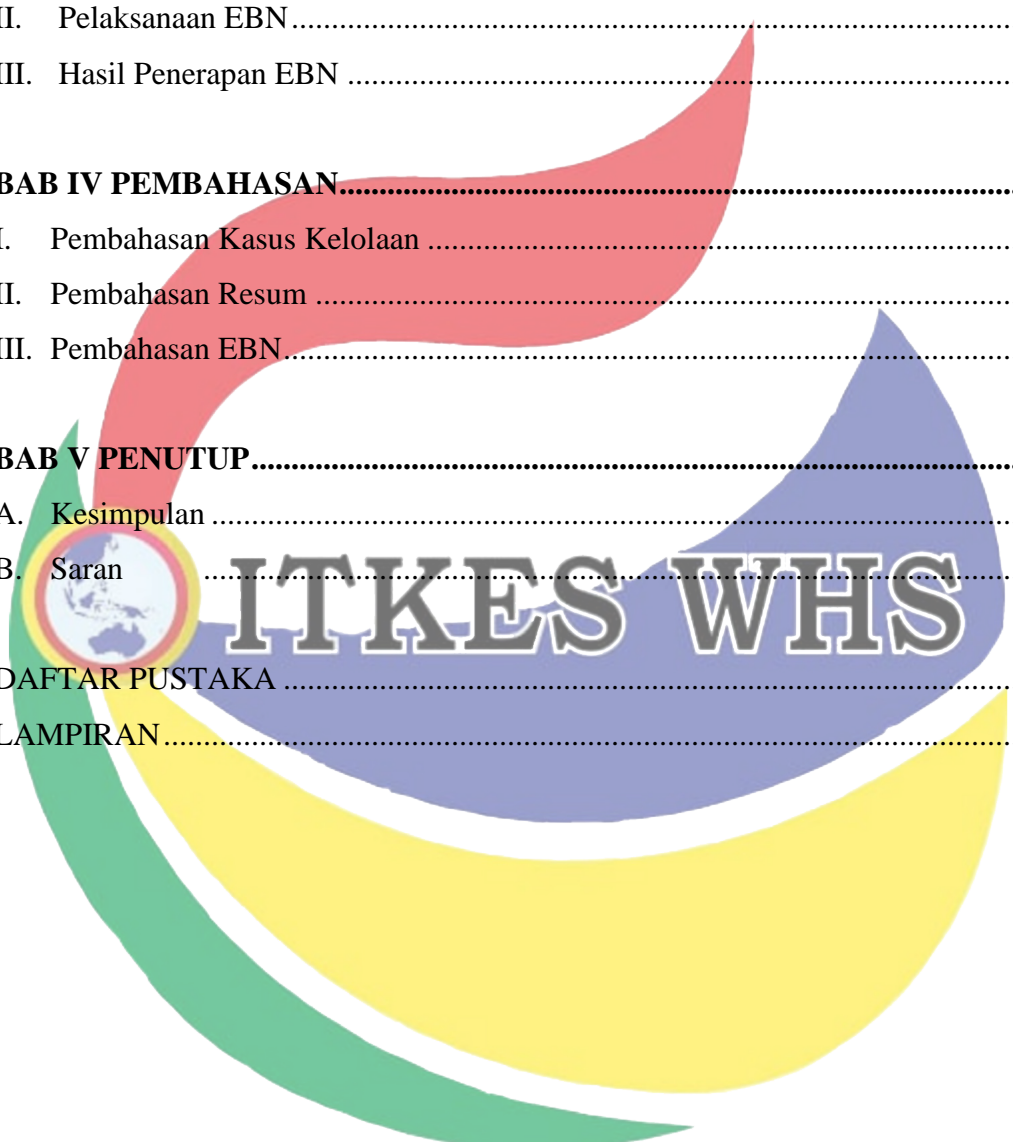 II. Pelaksanaan EBN..........................................................................................
III. Hasil Penerapan EBN ...................................................................................
BAB IV PEMBAHASAN....................................................................................
I. Pembahasan Kasus Kelolaan .........................................................................
II. Pembahasan Resum .......................................................................................
III. Pembahasan EBN...........................................................................................
BAB V PENUTUP...............................................................................................
A. Kesimpulan ....................................................................................................
B. Saran .....................................................................................................
ITKES WHS
DAFTAR PUSTAKA ...........................................................................................
LAMPIRAN..........................................................................................................